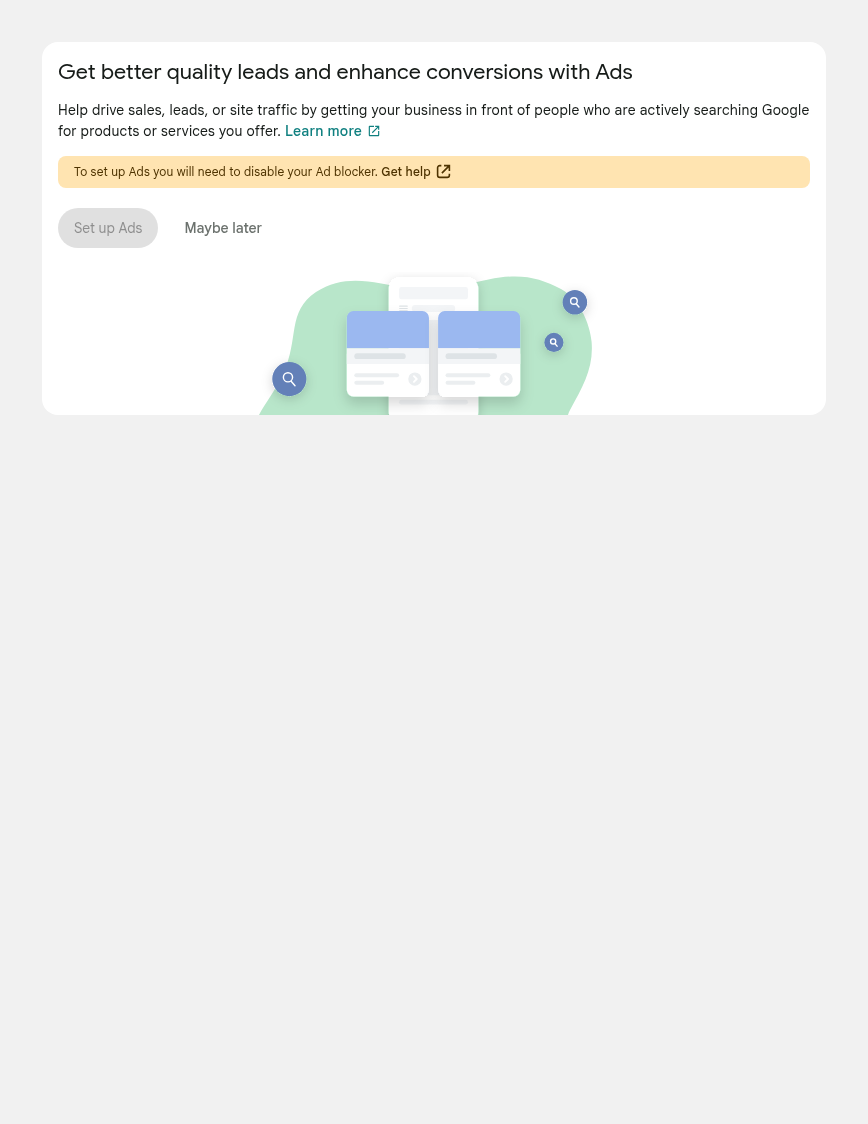 Get better quality leads and enhance conversions with Ads
Help drive sales, leads, or site traffic by getting your business in front of people who are actively searching Google
for products or services you offer. Learn more
To set up Ads you will need to disable your Ad blocker. Get help
Set up Ads Maybe later